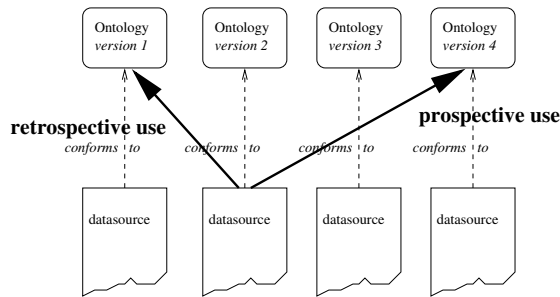 Ontology
version 1
Ontology
version 2
Ontology
version 3
Ontology
version 4
retrospective use
prospective use
conforms to
conforms to
conforms to
conforms to
datasource
datasource
datasource
datasource